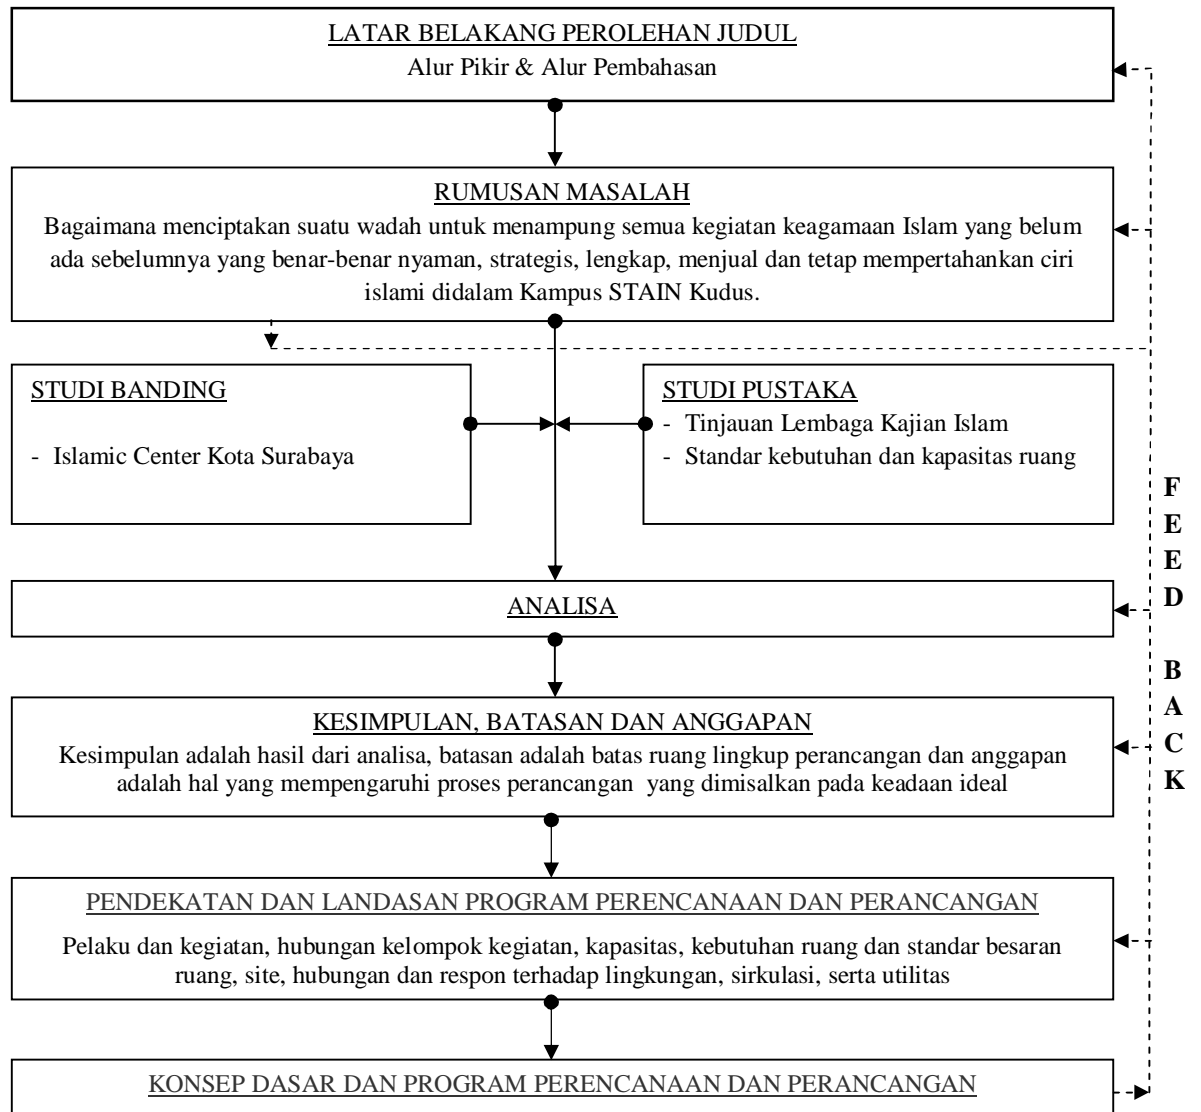 LATAR BELAKANG PEROLEHAN JUDUL
Alur Pikir & Alur Pembahasan
RUMUSAN MASALAH
Bagaimana menciptakan suatu wadah untuk menampung semua kegiatan keagamaan Islam yang belum
ada sebelumnya yang benar-benar nyaman, strategis, lengkap, menjual dan tetap mempertahankan ciri
islami didalam Kampus STAIN Kudus.
STUDI BANDING
- Islamic Center Kota Surabaya
STUDI PUSTAKA
- Tinjauan Lembaga Kajian Islam
- Standar kebutuhan dan kapasitas ruang
ANALISA
KESIMPULAN, BATASAN DAN ANGGAPAN
Kesimpulan adalah hasil dari analisa, batasan adalah batas ruang lingkup perancangan dan anggapan
adalah hal yang mempengaruhi proses perancangan yang dimisalkan pada keadaan ideal
PENDEKATAN DAN LANDASAN PROGRAM PERENCANAAN DAN PERANCANGAN
Pelaku dan kegiatan, hubungan kelompok kegiatan, kapasitas, kebutuhan ruang dan standar besaran
ruang, site, hubungan dan respon terhadap lingkungan, sirkulasi, serta utilitas
KONSEP DASAR DAN PROGRAM PERENCANAAN DAN PERANCANGAN
F
E
E
D
B
A
C
K